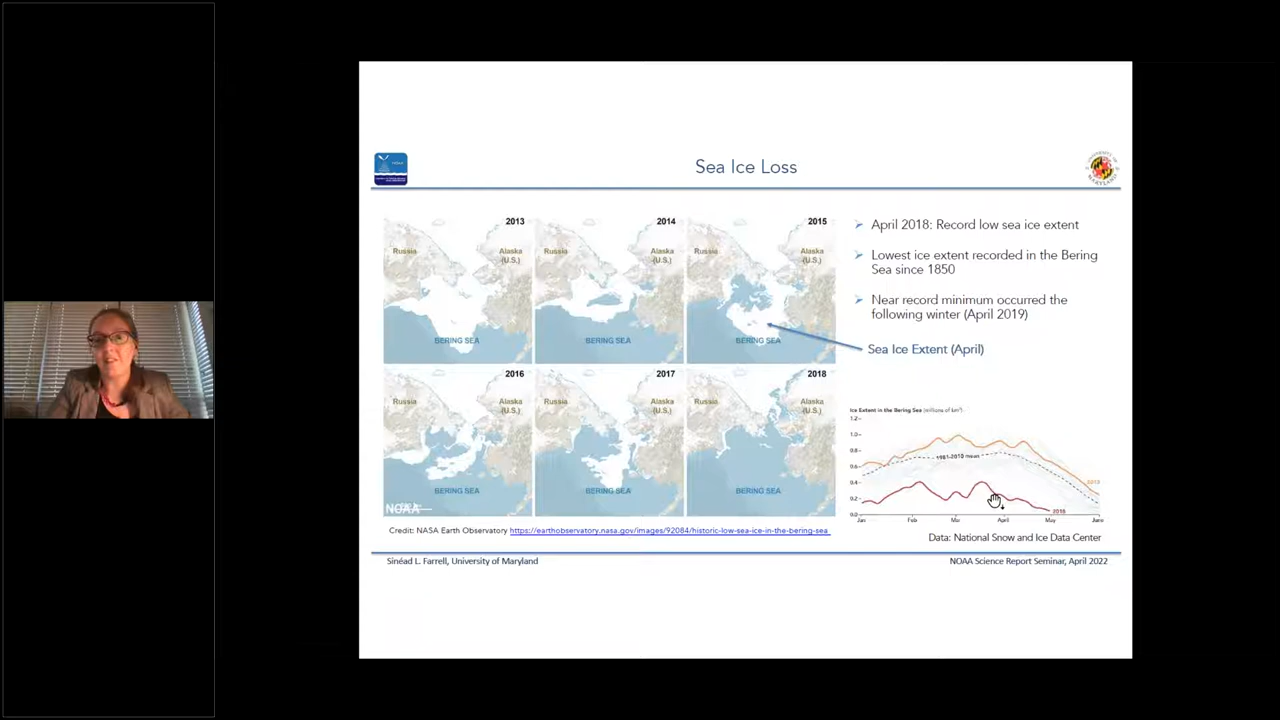 Sea Ice Loss
2013
2014
2015
Russia
Alaska
(U.S.)
Russia
Alaska
(U.S.)
Russia
Alaska
(U.S.)
BERING SEA
BERING SEA
BERING SEA
2016
2017
2018
Russia
Alaska
(U.S.)
Russia
Alaska
(U.S.)
Russia
Alaska
(U.S.)
BERING SEA
BERING SEA
BERING SEA
NOAA
Credit: NASA Earth Observatory https://earthobservatory.nasa.gov/images/92084/historic-low-sea-ice-in-the-bering-sea
April 2018: Record low sea ice extent
Lowest ice extent recorded in the Bering
Sea since 1850
Near record minimum occurred the
following winter (April 2019)
Sea Ice Extent (April)
Ice Extent in the Bering Sea (millions of km²)
1.2
1.0
0.8
0.6
0.4
0.2
0.0
1981-2010 mean
2013
2018
Jan
Feb
Mar
April
May
June
Data: National Snow and Ice Data Center
Sinéad L. Farrell, University of Maryland
NOAA Science Report Seminar, April 2022